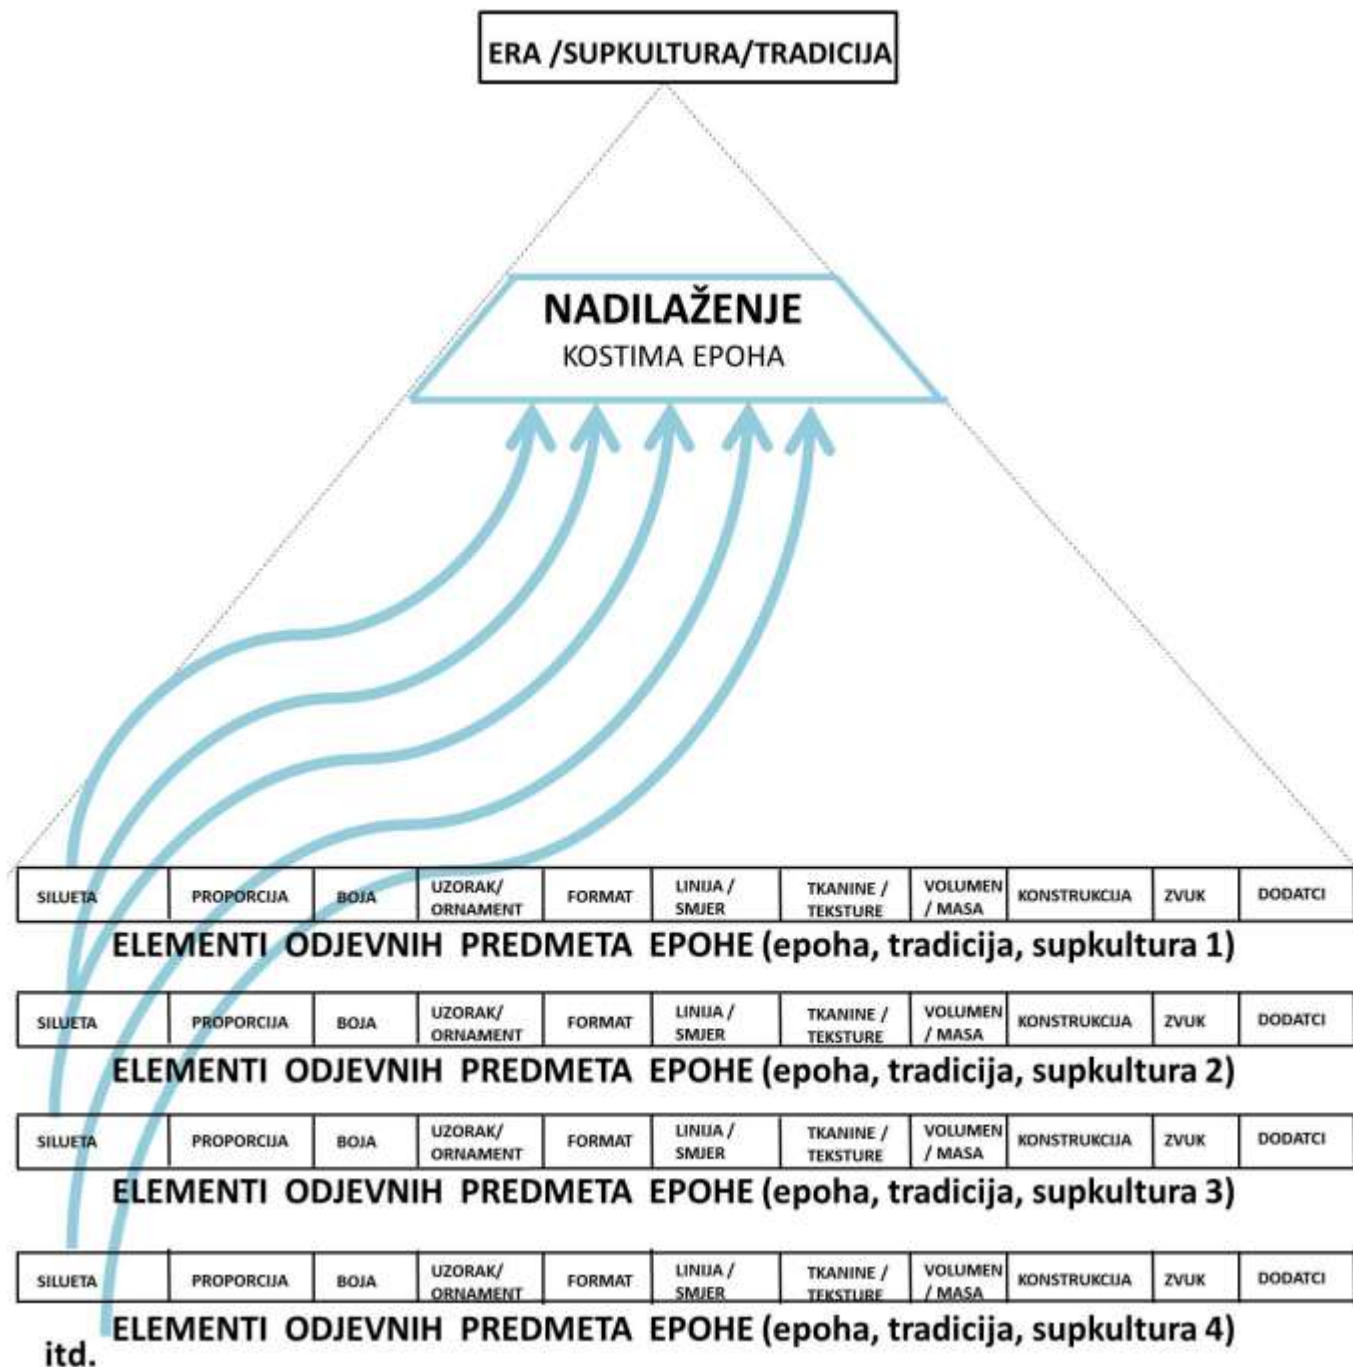 ERA /SUPKULTURA/TRADICIJA
NADILAŽENJE
KOSTIMA EPOHA
SILUETA PROPORCIJA BOJA UZORAK/ ORNAMENT FORMAT LINIJA / SMJER TKANINE / TEKSTURE VOLUMEN / MASA KONSTRUKCIJA ZVUK DODATCI
ELEMENTI ODJEVNIH PREDMETA EPOHE (epoha, tradicija, supkultura 1)
SILUETA PROPORCIJA BOJA UZORAK/ ORNAMENT FORMAT LINIJA / SMJER TKANINE / TEKSTURE VOLUMEN / MASA KONSTRUKCIJA ZVUK DODATCI
ELEMENTI ODJEVNIH PREDMETA EPOHE (epoha, tradicija, supkultura 2)
SILUETA PROPORCIJA BOJA UZORAK/ ORNAMENT FORMAT LINIJA / SMJER TKANINE / TEKSTURE VOLUMEN / MASA KONSTRUKCIJA ZVUK DODATCI
ELEMENTI ODJEVNIH PREDMETA EPOHE (epoha, tradicija, supkultura 3)
SILUETA PROPORCIJA BOJA UZORAK/ ORNAMENT FORMAT LINIJA / SMJER TKANINE / TEKSTURE VOLUMEN / MASA KONSTRUKCIJA ZVUK DODATCI
ELEMENTI ODJEVNIH PREDMETA EPOHE (epoha, tradicija, supkultura 4)
itd.